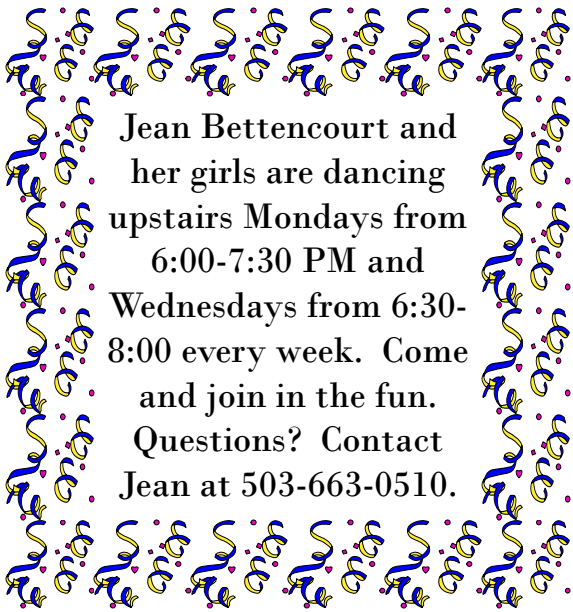 Jean Bettencourt and
her girls are dancing
upstairs Mondays from
6:00-7:30 PM and
Wednesdays from 6:30-
8:00 every week.  Come
and join in the fun.
Questions?  Contact
Jean at 503-663-0510.